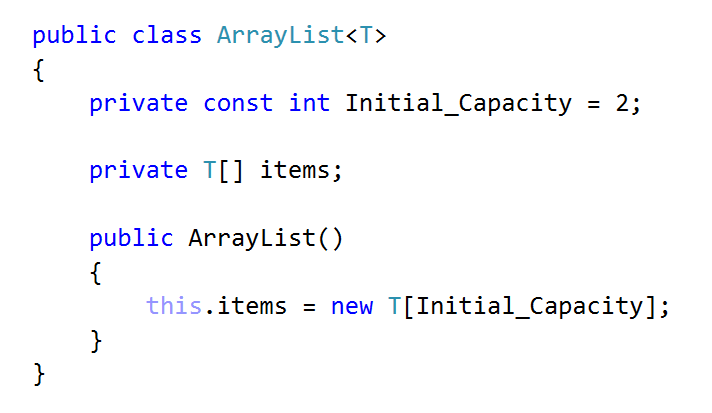 public class ArrayList<T>
{
    private const int Initial_Capacity = 2;

    private T[] items;

    public ArrayList()
    {
        this.items = new T[Initial_Capacity];
    }
}